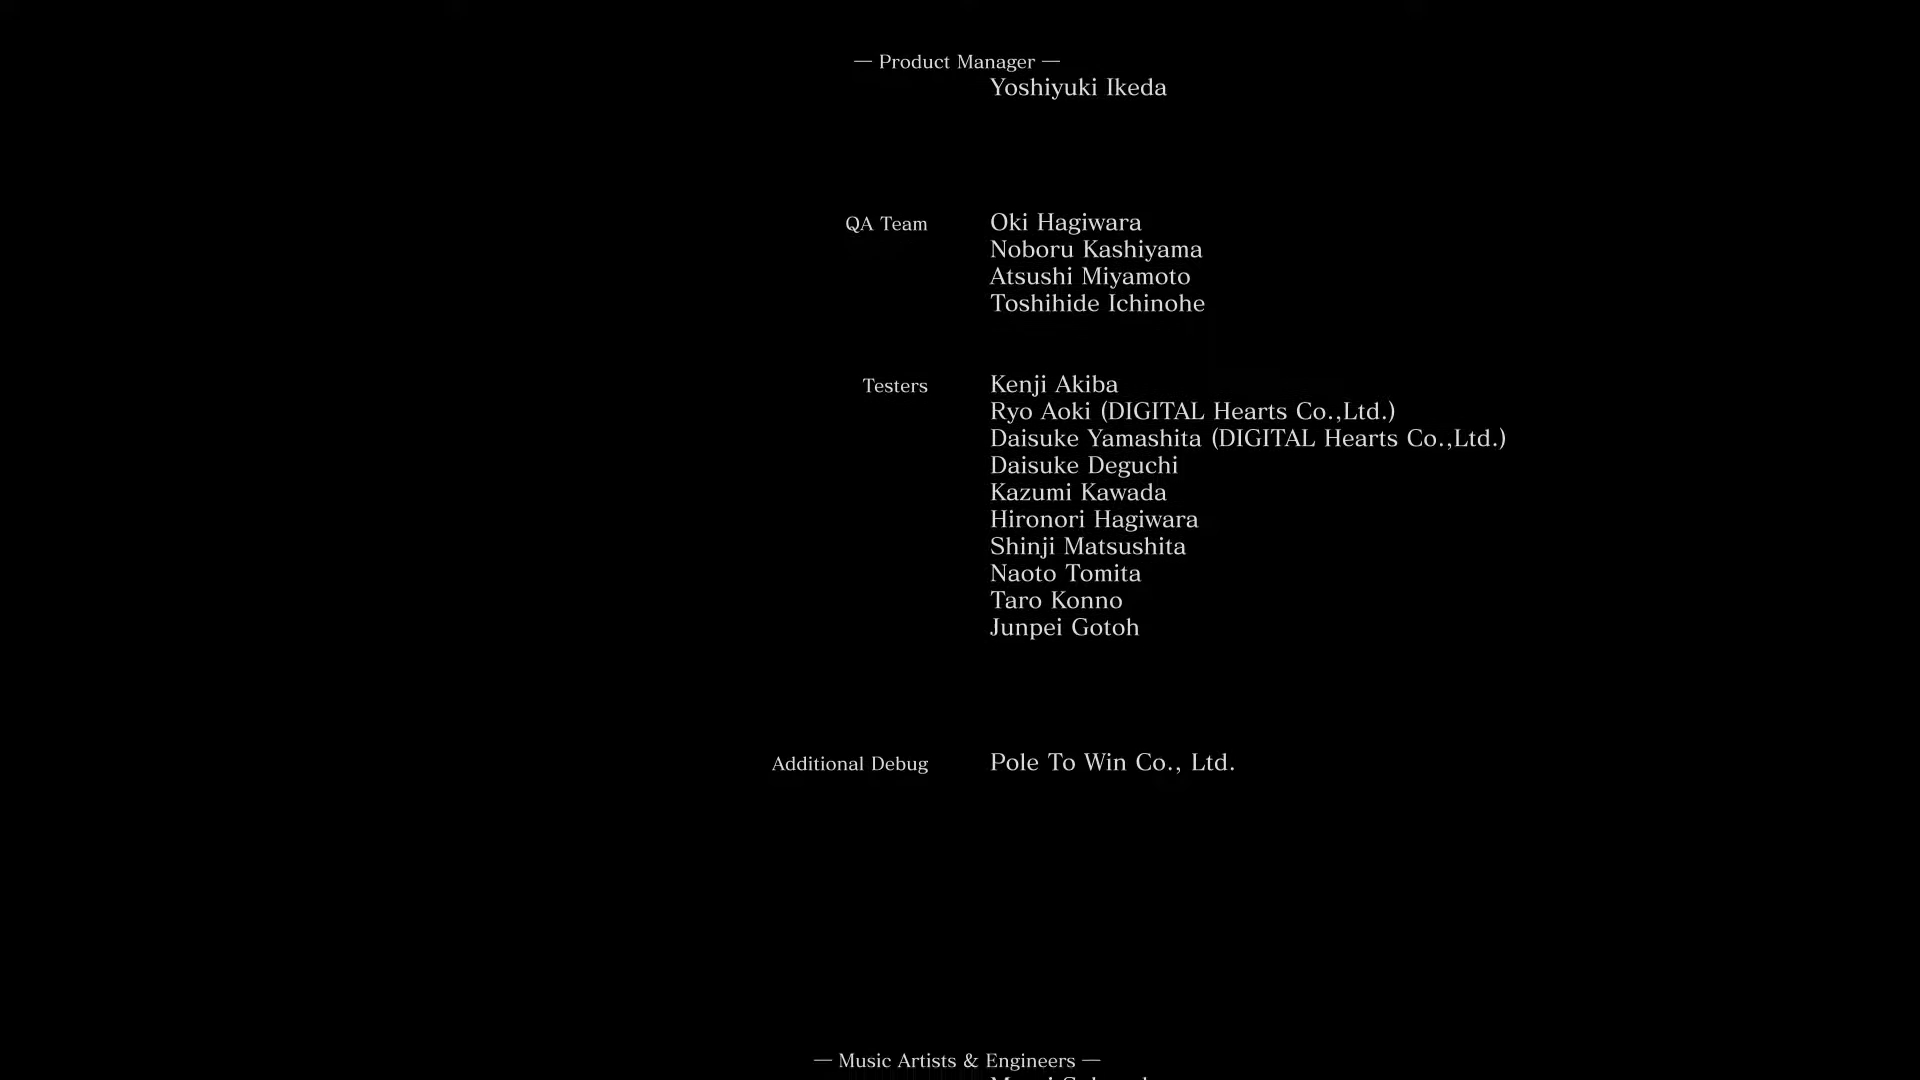 — Product Manager —
Yoshiyuki Ikeda
QA Team Oki Hagiwara
Noboru Kashiyama
Atsushi Miyamoto
Toshihide Ichinohe
Testers Kenji Akiba
Ryo Aoki (DIGITAL Hearts Co.,Ltd.)
Daisuke Yamashita (DIGITAL Hearts Co.,Ltd.)
Daisuke Deguchi
Kazumi Kawada
Hironori Hagiwara
Shinji Matsushita
Naoto Tomita
Taro Konno
Junpei Gotoh
Additional Debug Pole To Win Co., Ltd.
— Music Artists & Engineers —